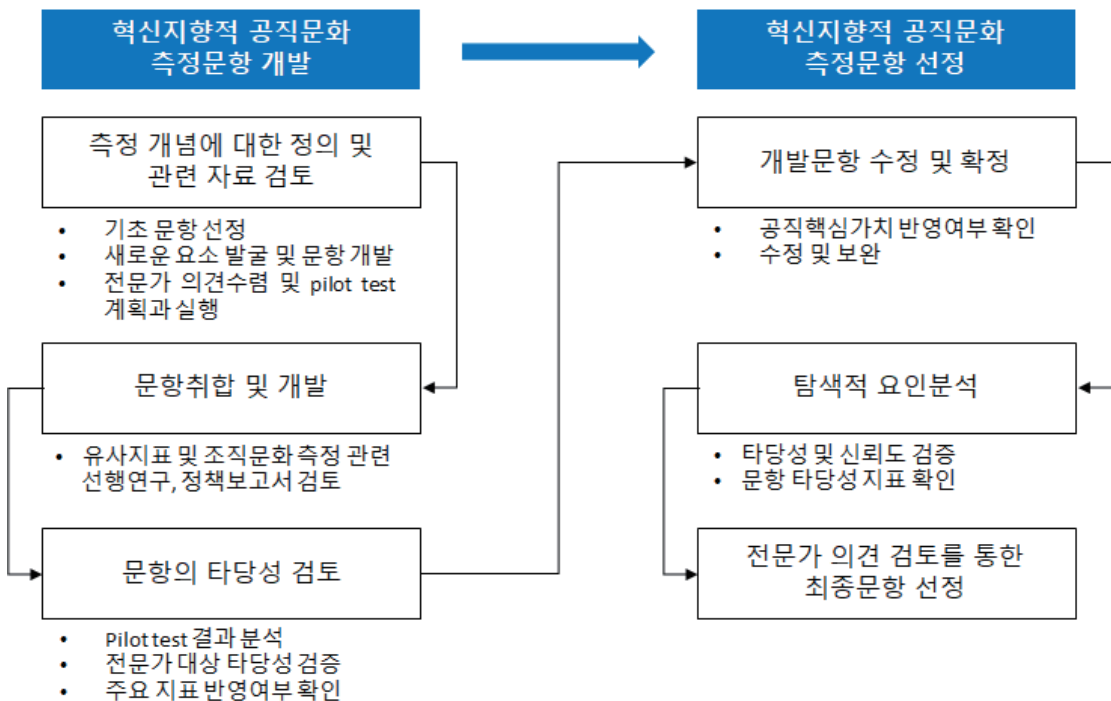 혁신지향적 공직문화
측정문항 개발
혁신지향적 공직문화
측정문항 선정
측정 개념에 대한 정의 및
관련 자료 검토
• 기초 문항 선정
• 새로운 요소 발굴 및 문항 개발
• 전문가 의견수렴 및 pilot test
계획과 실행
문항취합 및 개발
• 유사지표 및 조직문화 측정 관련
선행연구, 정책보고서 검토
문항의 타당성 검토
• Pilot test 결과 분석
• 전문가 대상 타당성 검증
• 주요 지표 반영여부 확인
개발문항 수정 및 확정
• 공직핵심가치 반영여부 확인
• 수정 및 보완
탐색적 요인분석
• 타당성 및 신뢰도 검증
• 문항 타당성 지표 확인
전문가 의견 검토를 통한
최종문항 선정